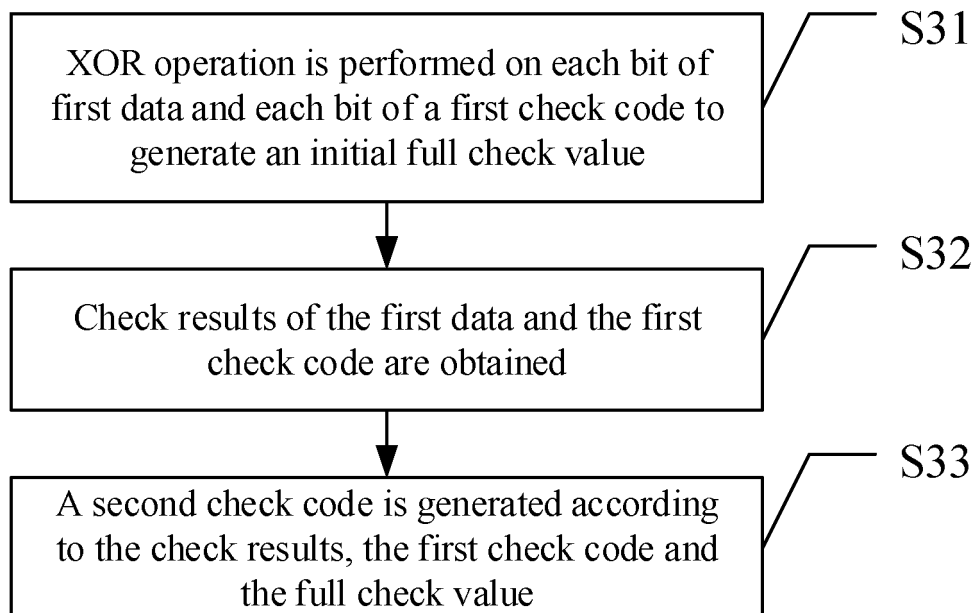 XOR operation is performed on each bit of
first data and each bit of a first check code to
generate an initial full check value
S31
Check results of the first data and the first
check code are obtained
S32
A second check code is generated according
to the check results, the first check code and
the full check value
S33